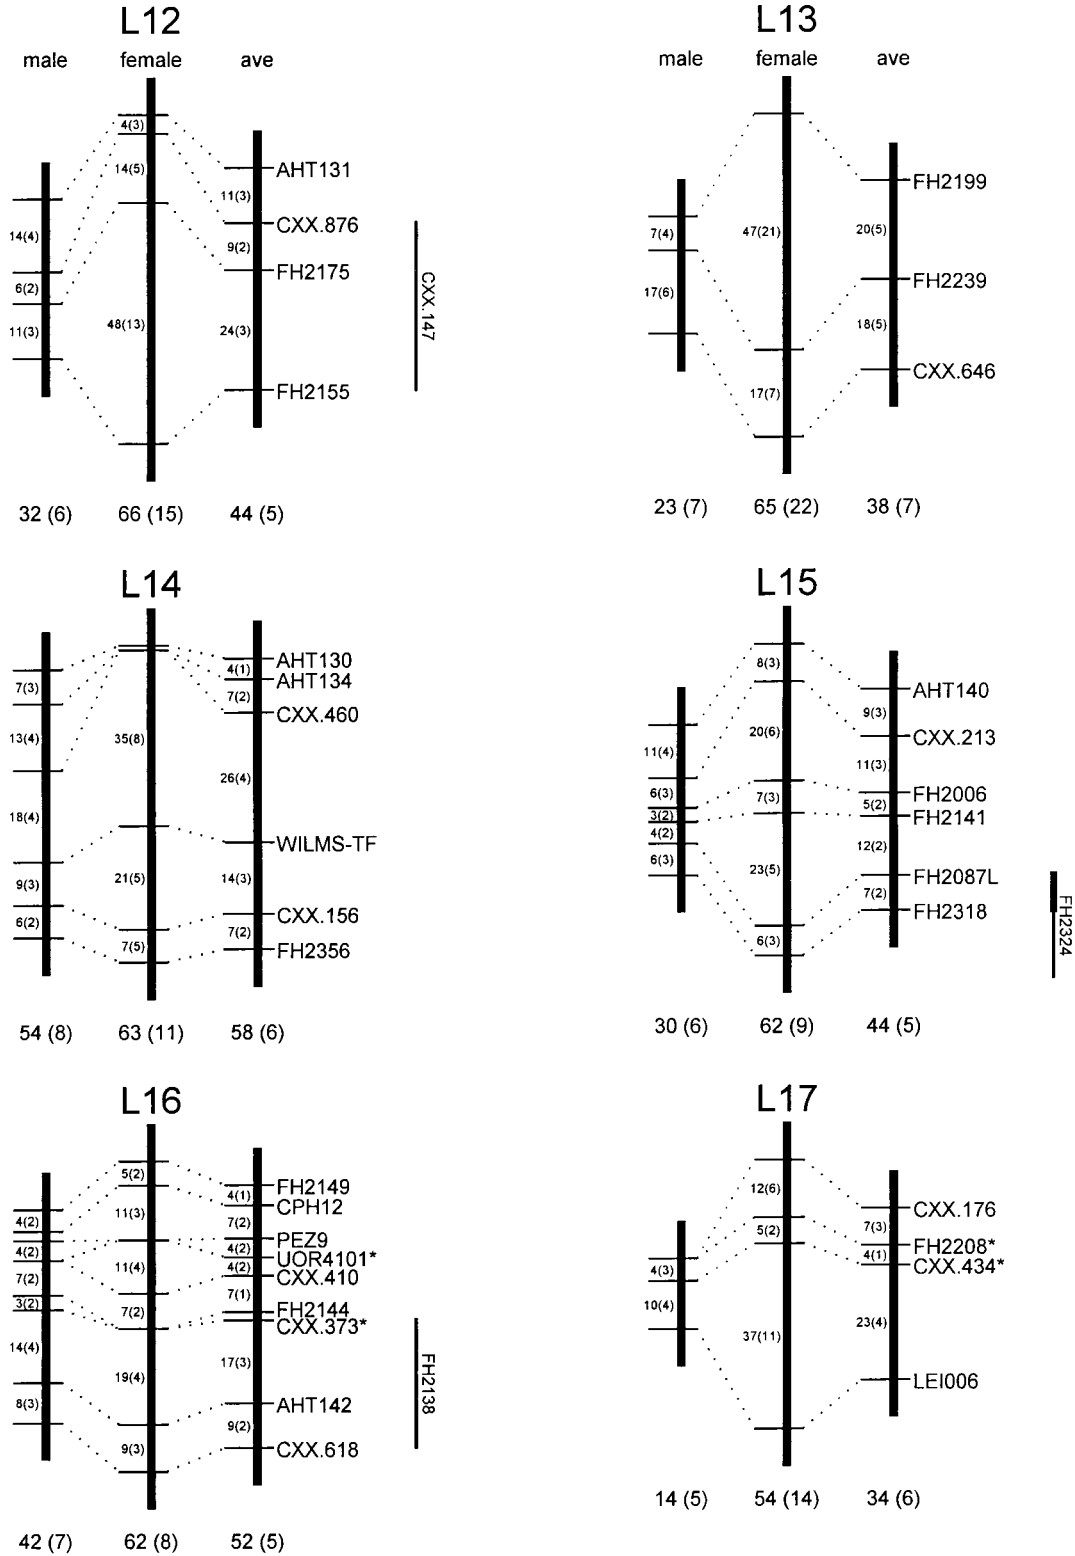 L12
male female ave
4(3)
14(5)
48(13)
14(4)
6(2)
11(3)
11(3)
9(2)
24(3)
AHT131
CXX.876
FH2175
FH2155
CXX.147
32 (6) 66 (15) 44 (5)
L13
male female ave
7(4)
17(6)
47(21)
17(7)
20(5)
18(5)
FH2199
FH2239
CXX.646
23 (7) 65 (22) 38 (7)
L14
7(3)
13(4)
18(4)
9(3)
6(2)
35(8)
21(5)
7(5)
4(1)
7(2)
26(4)
14(3)
7(2)
AHT130
AHT134
CXX.460
WILMS-TF
CXX.156
FH2356
54 (8) 63 (11) 58 (6)
L15
11(4)
6(3)
3(2)
4(2)
6(3)
8(3)
20(6)
7(3)
23(5)
6(3)
9(3)
11(3)
5(2)
12(2)
7(2)
AHT140
CXX.213
FH2006
FH2141
FH2087L
FH2318
FH2324
30 (6) 62 (9) 44 (5)
L16
4(2)
4(2)
7(2)
3(2)
14(4)
8(3)
5(2)
11(3)
11(4)
7(2)
19(4)
9(3)
4(1)
7(2)
4(2)
4(2)
7(1)
17(3)
9(2)
FH2149
CPH12
PEZ9
UOR4101*
CXX.410
FH2144
CXX.373*
AHT142
CXX.618
FH2138
42 (7) 62 (8) 52 (5)
L17
4(3)
10(4)
12(6)
5(2)
37(11)
7(3)
4(1)
23(4)
CXX.176
FH2208*
CXX.434*
LEI006
14 (5) 54 (14) 34 (6)